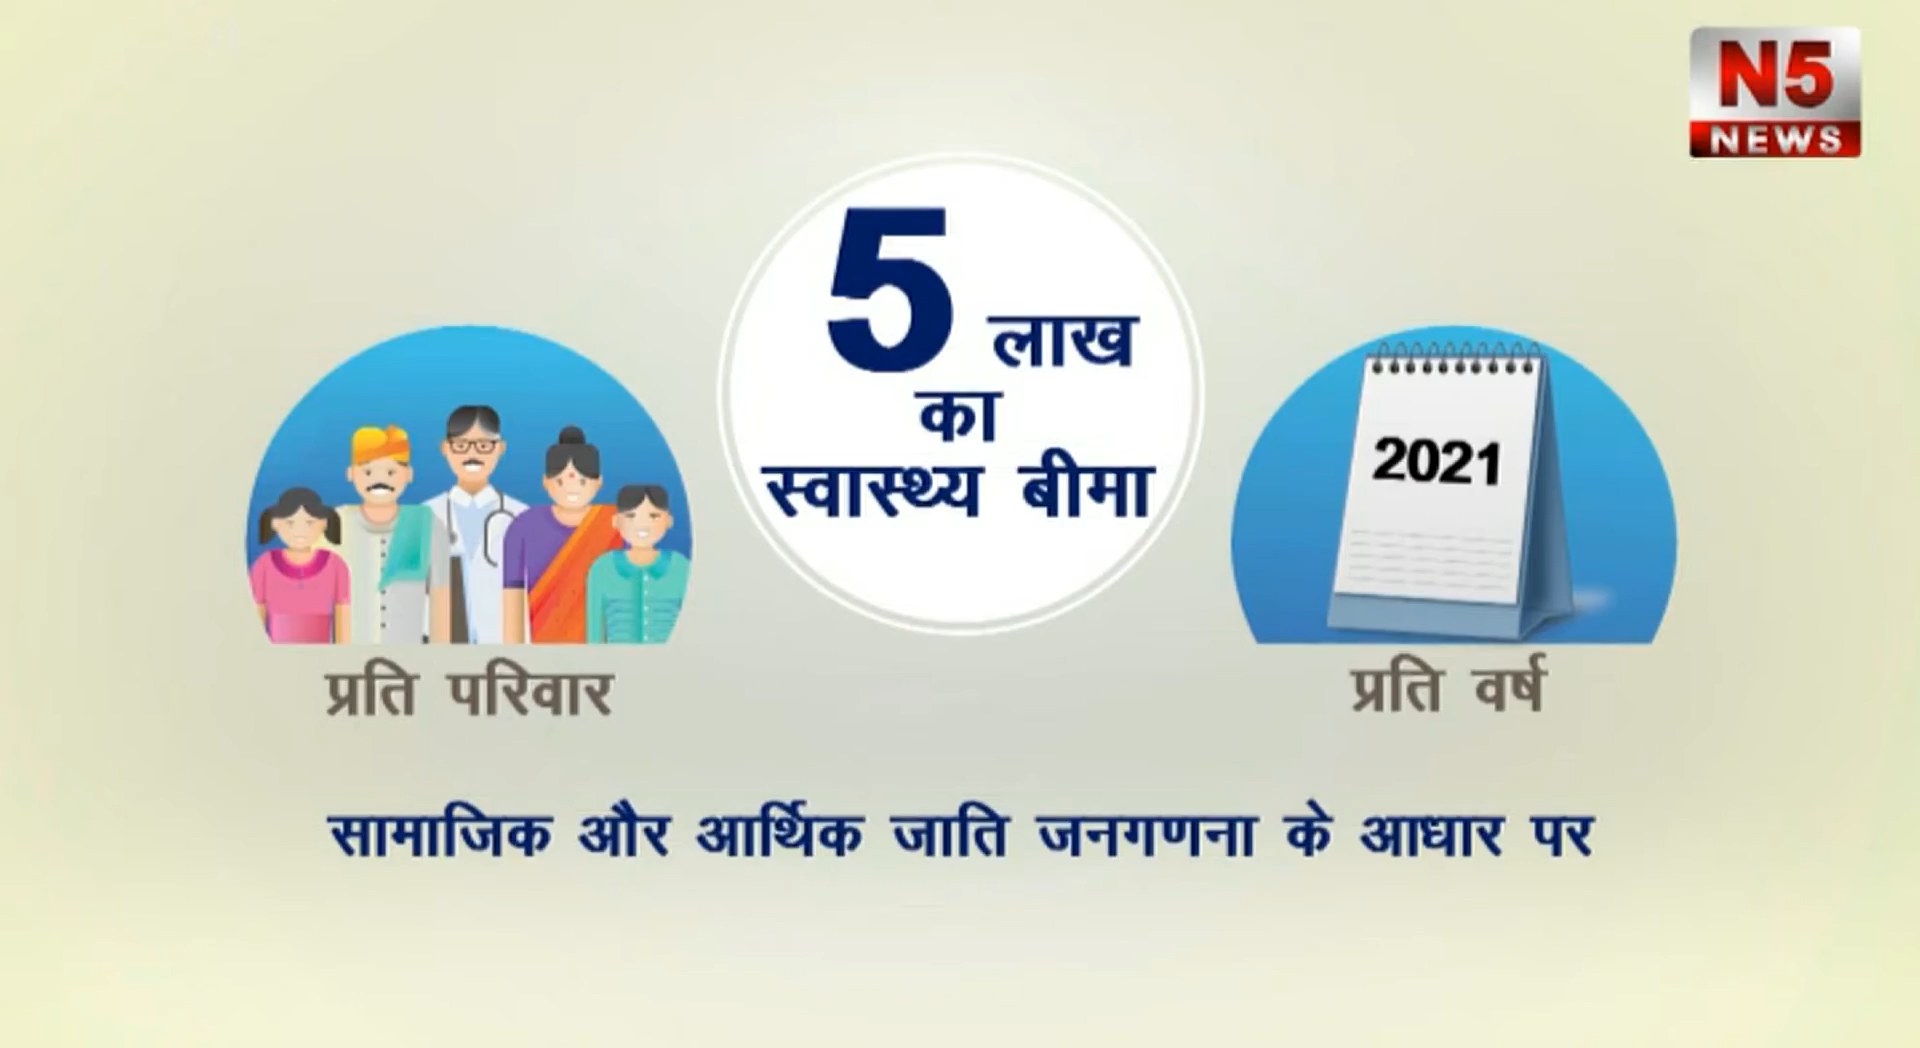 N5
NEWS
5 लाख
का
स्वास्थ्य बीमा
2021
प्रति परिवार
प्रति वर्ष
सामाजिक और आर्थिक जाति जनगणना के आधार पर